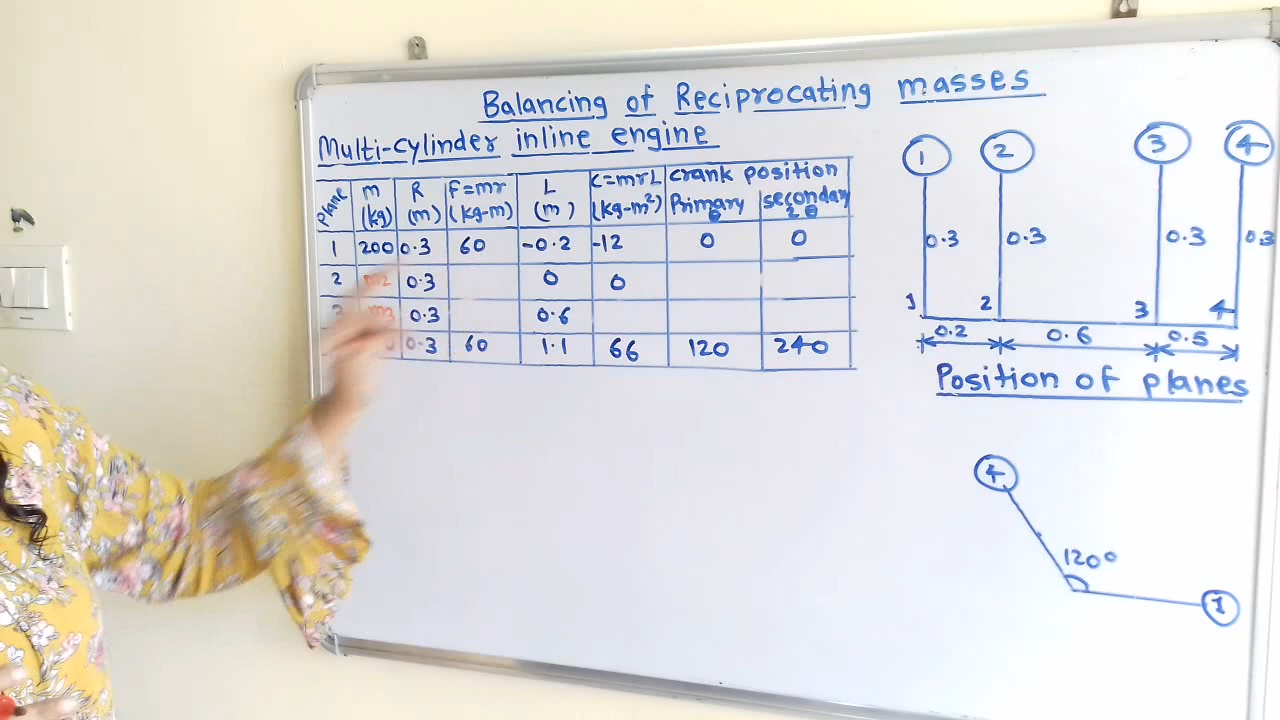 Balancing of Reciprocating masses
Multi-cylinder inline engine
Plane m (kg) R (m) F=mr (kg-m) L (m) C=mrL (kg-m²) crank position Primary θ secondary 2θ
1 200 0.3 60 -0.2 -12 0 0
2 m2 0.3 0 0
3 m3 0.3 0.6
0.3 60 1.1 66 120 240
1 2 3 4
0.3 0.3 0.3 0.3
1 2 3 4
0.2 0.6 0.5
Position of planes
4
120°
1